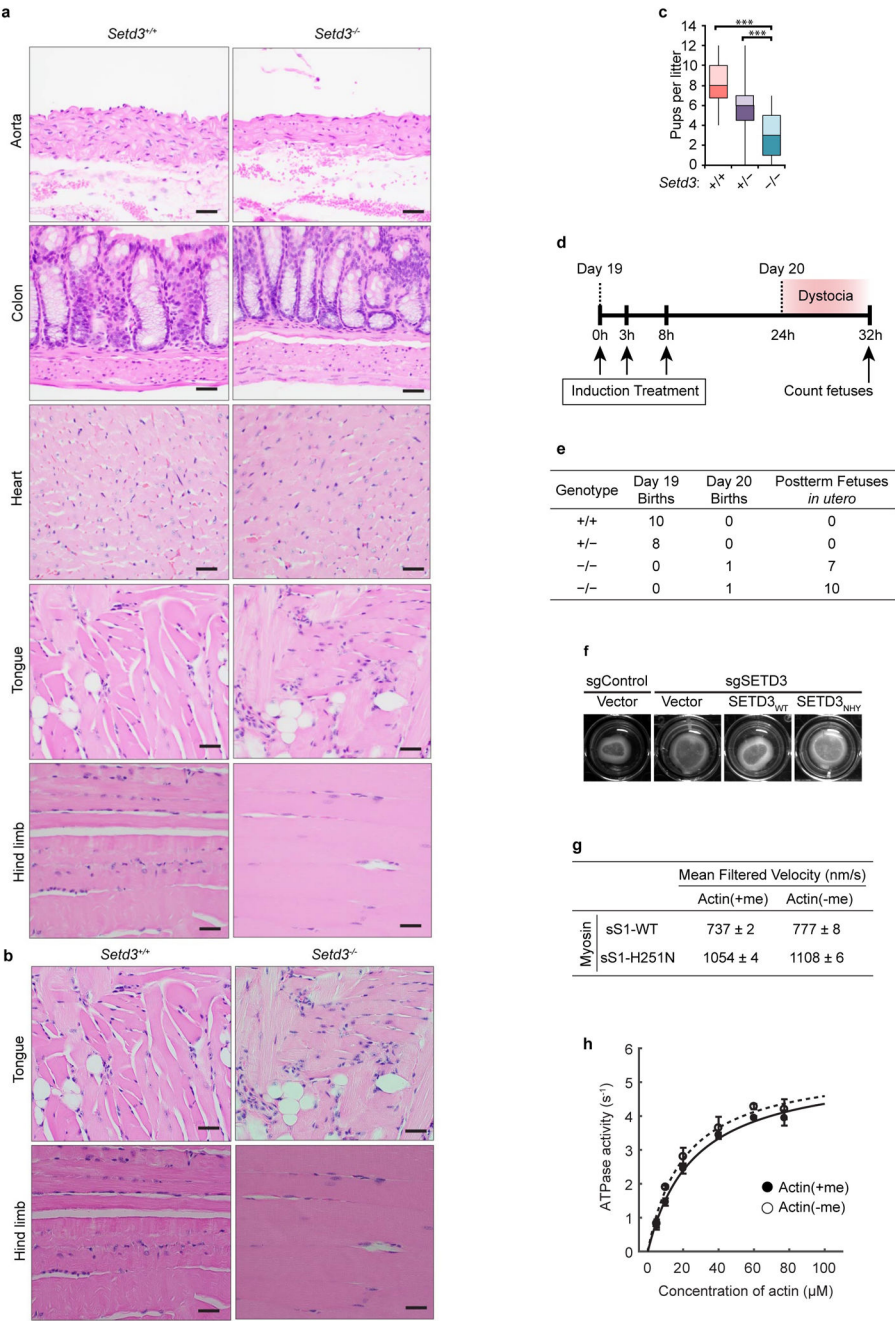 a
Setd3+/+ Setd3-/-
Aorta
Colon
Heart
Tongue
Hind limb
b
Setd3+/+ Setd3-/-
Tongue
Hind limb
c
*** 
***
Pups per litter
14
12
10
8
6
4
2
0
Setd3: +/+ +/− −/−
d
Day 19 Day 20
Dystocia
0h 3h 8h 24h 32h
Induction Treatment Count fetuses
e
Genotype Day 19 Births Day 20 Births Postterm Fetuses in utero
+/+ 10 0 0
+/− 8 0 0
−/− 0 1 7
−/− 0 1 10
f
sgControl sgSETD3
Vector Vector SETD3WT SETD3NHY
g
Mean Filtered Velocity (nm/s)
Actin(+me) Actin(-me)
Myosin
sS1-WT 737 ± 2 777 ± 8
sS1-H251N 1054 ± 4 1108 ± 6
h
ATPase activity (s-1)
6
5
4
3
2
1
0
Actin(+me)
Actin(-me)
0 20 40 60 80 100
Concentration of actin (µM)